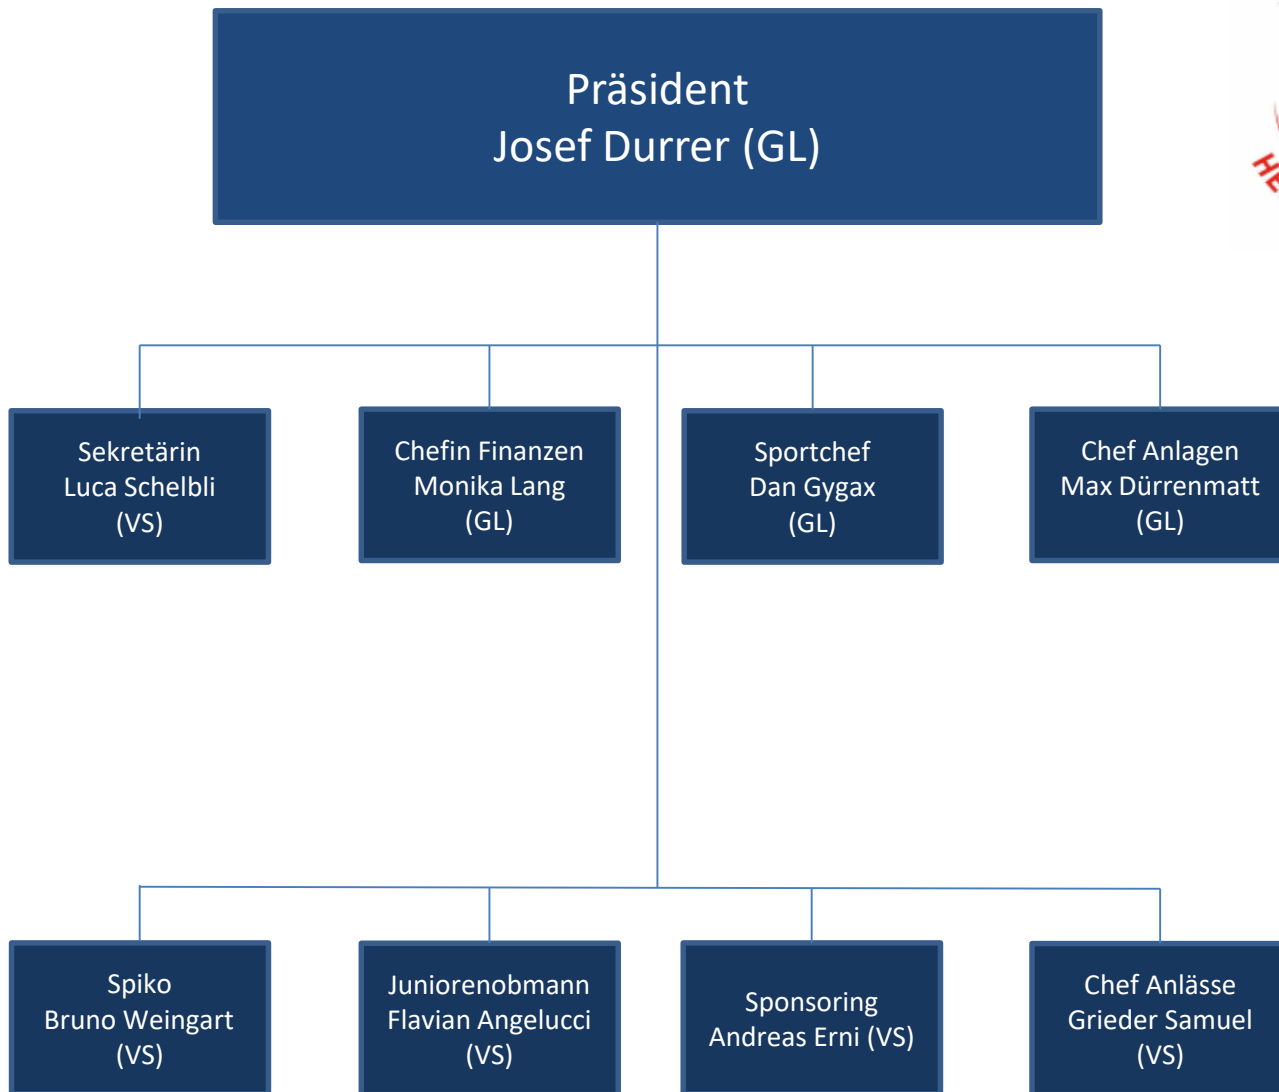 Präsident
Josef Durrer (GL)
Sekretärin
Luca Schelbli
(VS)
Chefin Finanzen
Monika Lang
(GL)
Sportchef
Dan Gygax
(GL)
Chef Anlagen
Max Dürrenmatt
(GL)
Spiko
Bruno Weingart
(VS)
Juniorenobmann
Flavian Angelucci
(VS)
Sponsoring
Andreas Erni (VS)
Chef Anlässe
Grieder Samuel
(VS)